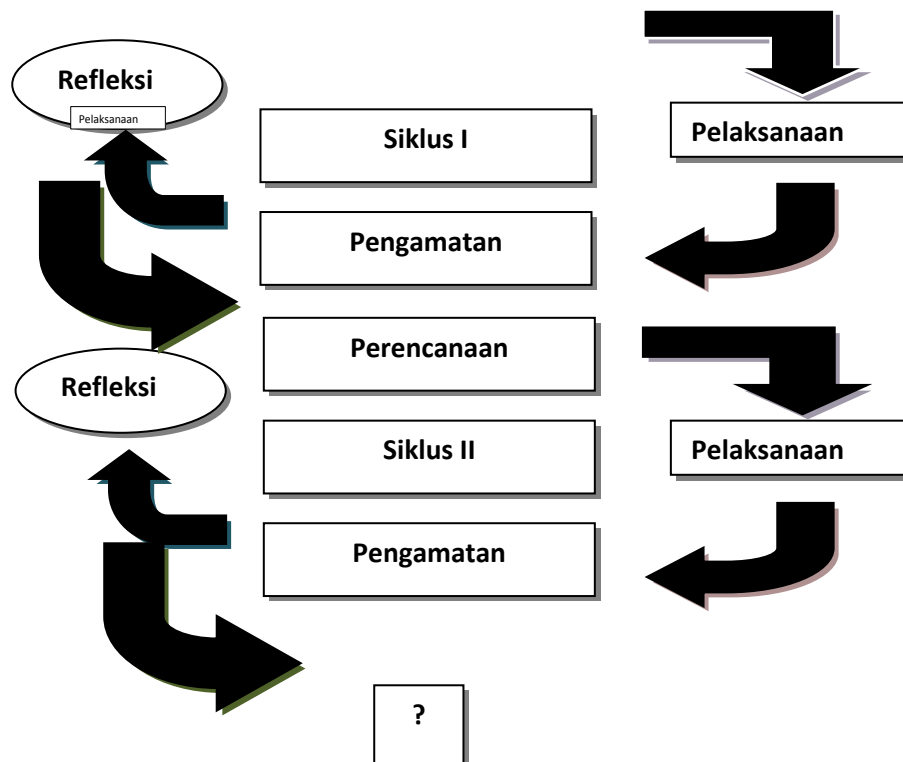 Refleksi
Pelaksanaan
Siklus I
Pelaksanaan
Pengamatan
Perencanaan
Refleksi
Siklus II
Pelaksanaan
Pengamatan
?